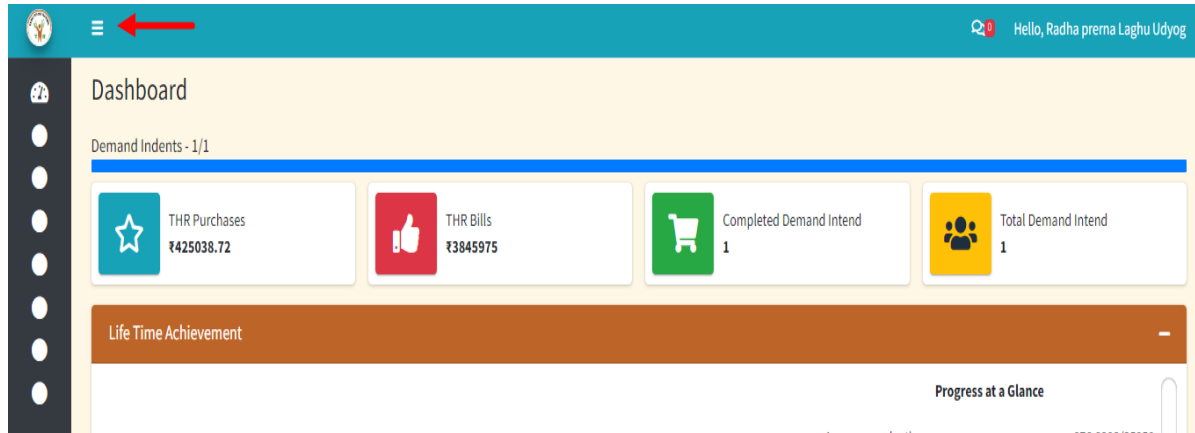 0 Hello, Radha prerna Laghu Udyog
Dashboard
Demand Indents - 1/1
THR Purchases
₹425038.72
THR Bills
₹3845975
Completed Demand Intend
1
Total Demand Intend
1
Life Time Achievement
Progress at a Glance